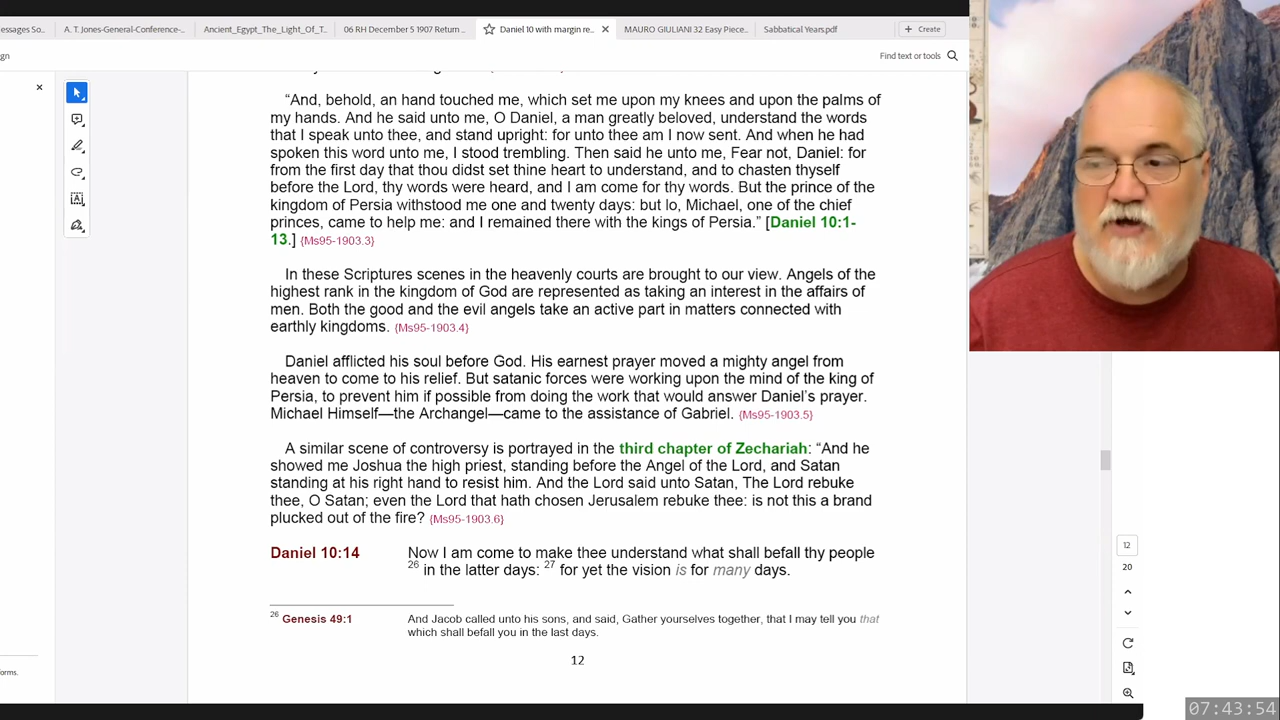 essages So...
A. T. Jones-General-Conference-...
Ancient_Egypt_The_Light_Of_T...
06 RH December 5 1907 Return ...
Daniel 10 with margin re...
MAURO GIULIANI 32 Easy Piece...
Sabbatical Years.pdf
+ Create
gn
Find text or tools
“And, behold, an hand touched me, which set me upon my knees and upon the palms of
my hands. And he said unto me, O Daniel, a man greatly beloved, understand the words
that I speak unto thee, and stand upright: for unto thee am I now sent. And when he had
spoken this word unto me, I stood trembling. Then said he unto me, Fear not, Daniel: for
from the first day that thou didst set thine heart to understand, and to chasten thyself
before the Lord, thy words were heard, and I am come for thy words. But the prince of the
kingdom of Persia withstood me one and twenty days: but lo, Michael, one of the chief
princes, came to help me: and I remained there with the kings of Persia.” [Daniel 10:1-
13.] {Ms95-1903.3}
In these Scriptures scenes in the heavenly courts are brought to our view. Angels of the
highest rank in the kingdom of God are represented as taking an interest in the affairs of
men. Both the good and the evil angels take an active part in matters connected with
earthly kingdoms. {Ms95-1903.4}
Daniel afflicted his soul before God. His earnest prayer moved a mighty angel from
heaven to come to his relief. But satanic forces were working upon the mind of the king of
Persia, to prevent him if possible from doing the work that would answer Daniel’s prayer.
Michael Himself—the Archangel—came to the assistance of Gabriel. {Ms95-1903.5}
A similar scene of controversy is portrayed in the third chapter of Zechariah: “And he
showed me Joshua the high priest, standing before the Angel of the Lord, and Satan
standing at his right hand to resist him. And the Lord said unto Satan, The Lord rebuke
thee, O Satan; even the Lord that hath chosen Jerusalem rebuke thee: is not this a brand
plucked out of the fire? {Ms95-1903.6}
Daniel 10:14 Now I am come to make thee understand what shall befall thy people
26 in the latter days: 27 for yet the vision is for many days.
26 Genesis 49:1 And Jacob called unto his sons, and said, Gather yourselves together, that I may tell you that
which shall befall you in the last days.
12
12
20
orms.
07:43:54